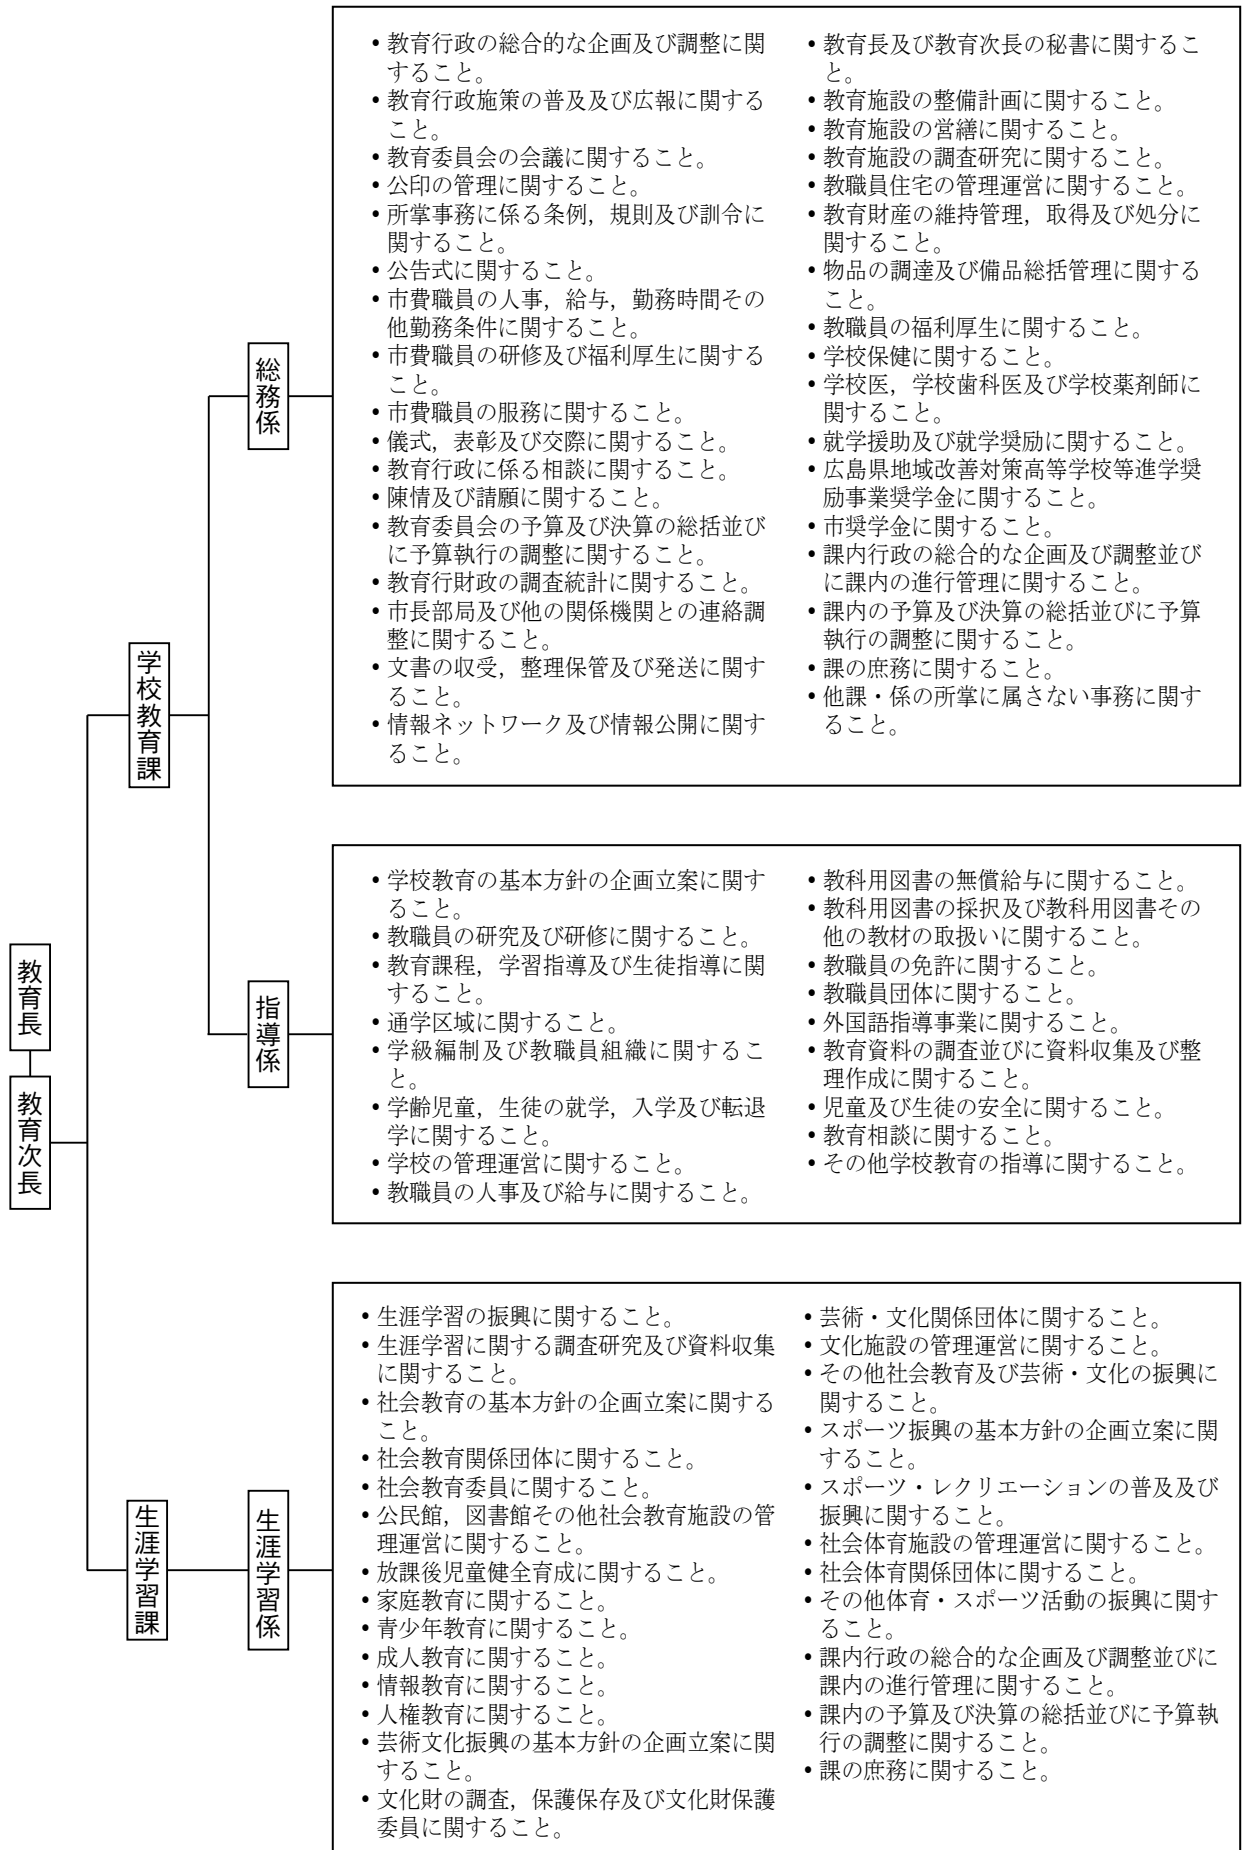 教育長
教育次長
学校教育課
総務係
・教育行政の総合的な企画及び調整に関
すること。
・教育行政施策の普及及び広報に関する
こと。
・教育委員会の会議に関すること。
・公印の管理に関すること。
・所掌事務に係る条例，規則及び訓令に
関すること。
・公告式に関すること。
・市費職員の人事，給与，勤務時間その
他勤務条件に関すること。
・市費職員の研修及び福利厚生に関する
こと。
・市費職員の服務に関すること。
・儀式，表彰及び交際に関すること。
・教育行政に係る相談に関すること。
・陳情及び請願に関すること。
・教育委員会の予算及び決算の総括並び
に予算執行の調整に関すること。
・教育行財政の調査統計に関すること。
・市長部局及び他の関係機関との連絡調
整に関すること。
・文書の収受，整理保管及び発送に関す
ること。
・情報ネットワーク及び情報公開に関す
ること。
・教育長及び教育次長の秘書に関するこ
と。
・教育施設の整備計画に関すること。
・教育施設の営繕に関すること。
・教育施設の調査研究に関すること。
・教職員住宅の管理運営に関すること。
・教育財産の維持管理，取得及び処分に
関すること。
・物品の調達及び備品総括管理に関する
こと。
・教職員の福利厚生に関すること。
・学校保健に関すること。
・学校医，学校歯科医及び学校薬剤師に
関すること。
・就学援助及び就学奨励に関すること。
・広島県地域改善対策高等学校等進学奨
励事業奨学金に関すること。
・市奨学金に関すること。
・課内行政の総合的な企画及び調整並び
に課内の進行管理に関すること。
・課内の予算及び決算の総括並びに予算
執行の調整に関すること。
・課の庶務に関すること。
・他課・係の所掌に属さない事務に関す
ること。
指導係
・学校教育の基本方針の企画立案に関す
ること。
・教職員の研究及び研修に関すること。
・教育課程，学習指導及び生徒指導に関
すること。
・通学区域に関すること。
・学級編制及び教職員組織に関するこ
と。
・学齢児童，生徒の就学，入学及び転退
学に関すること。
・学校の管理運営に関すること。
・教職員の人事及び給与に関すること。
・教科用図書の無償給与に関すること。
・教科用図書の採択及び教科用図書その
他の教材の取扱いに関すること。
・教職員の免許に関すること。
・教職員団体に関すること。
・外国語指導事業に関すること。
・教育資料の調査並びに資料収集及び整
理作成に関すること。
・児童及び生徒の安全に関すること。
・教育相談に関すること。
・その他学校教育の指導に関すること。
生涯学習課
生涯学習係
・生涯学習の振興に関すること。
・生涯学習に関する調査研究及び資料収集
に関すること。
・社会教育の基本方針の企画立案に関する
こと。
・社会教育関係団体に関すること。
・社会教育委員に関すること。
・公民館，図書館その他社会教育施設の管
理運営に関すること。
・放課後児童健全育成に関すること。
・家庭教育に関すること。
・青少年教育に関すること。
・成人教育に関すること。
・情報教育に関すること。
・人権教育に関すること。
・芸術文化振興の基本方針の企画立案に関
すること。
・文化財の調査，保護保存及び文化財保護
委員に関すること。
・芸術・文化関係団体に関すること。
・文化施設の管理運営に関すること。
・その他社会教育及び芸術・文化の振興に
関すること。
・スポーツ振興の基本方針の企画立案に関
すること。
・スポーツ・レクリエーションの普及及び
振興に関すること。
・社会体育施設の管理運営に関すること。
・社会体育関係団体に関すること。
・その他体育・スポーツ活動の振興に関す
ること。
・課内行政の総合的な企画及び調整並びに
課内の進行管理に関すること。
・課内の予算及び決算の総括並びに予算執
行の調整に関すること。
・課の庶務に関すること。